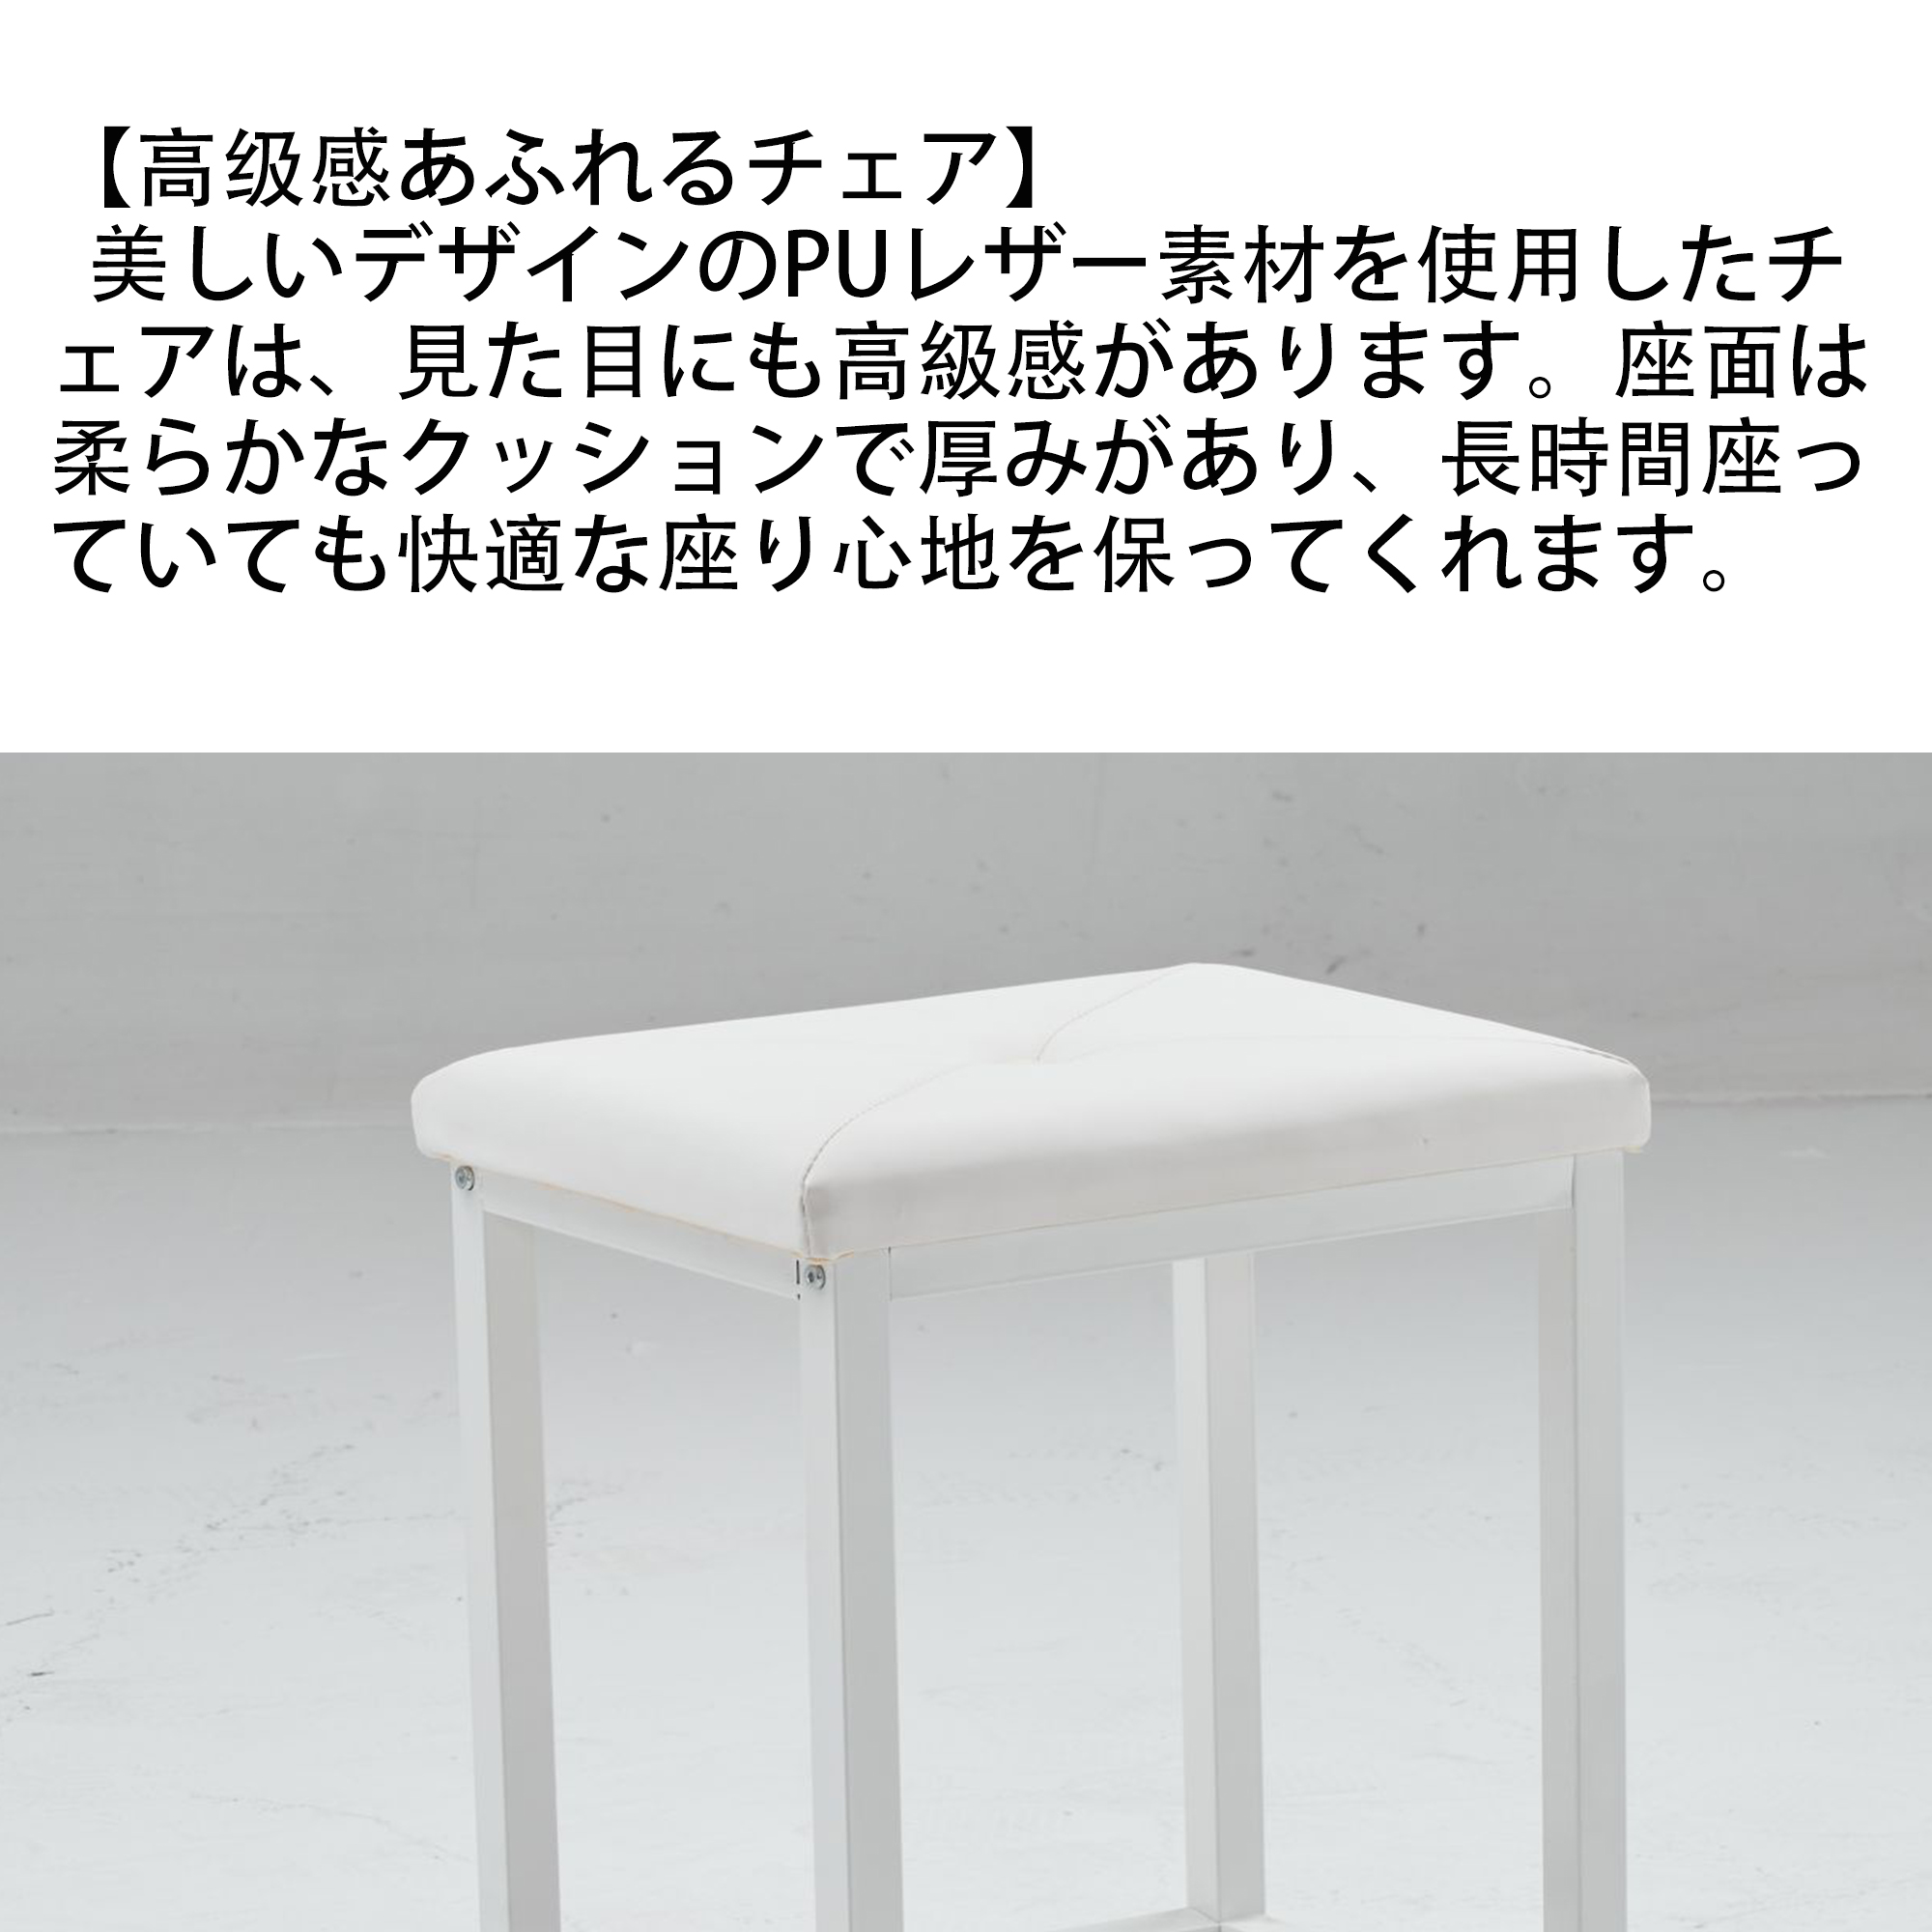 【高级感あふれるチェア】
美しいデザインのPUレザー素材を使用したチ
ェアは、見た目にも高級感があります。座面は
柔らかなクッションで厚みがあり、長時間座っ
ていても快適な座り心地を保ってくれます。